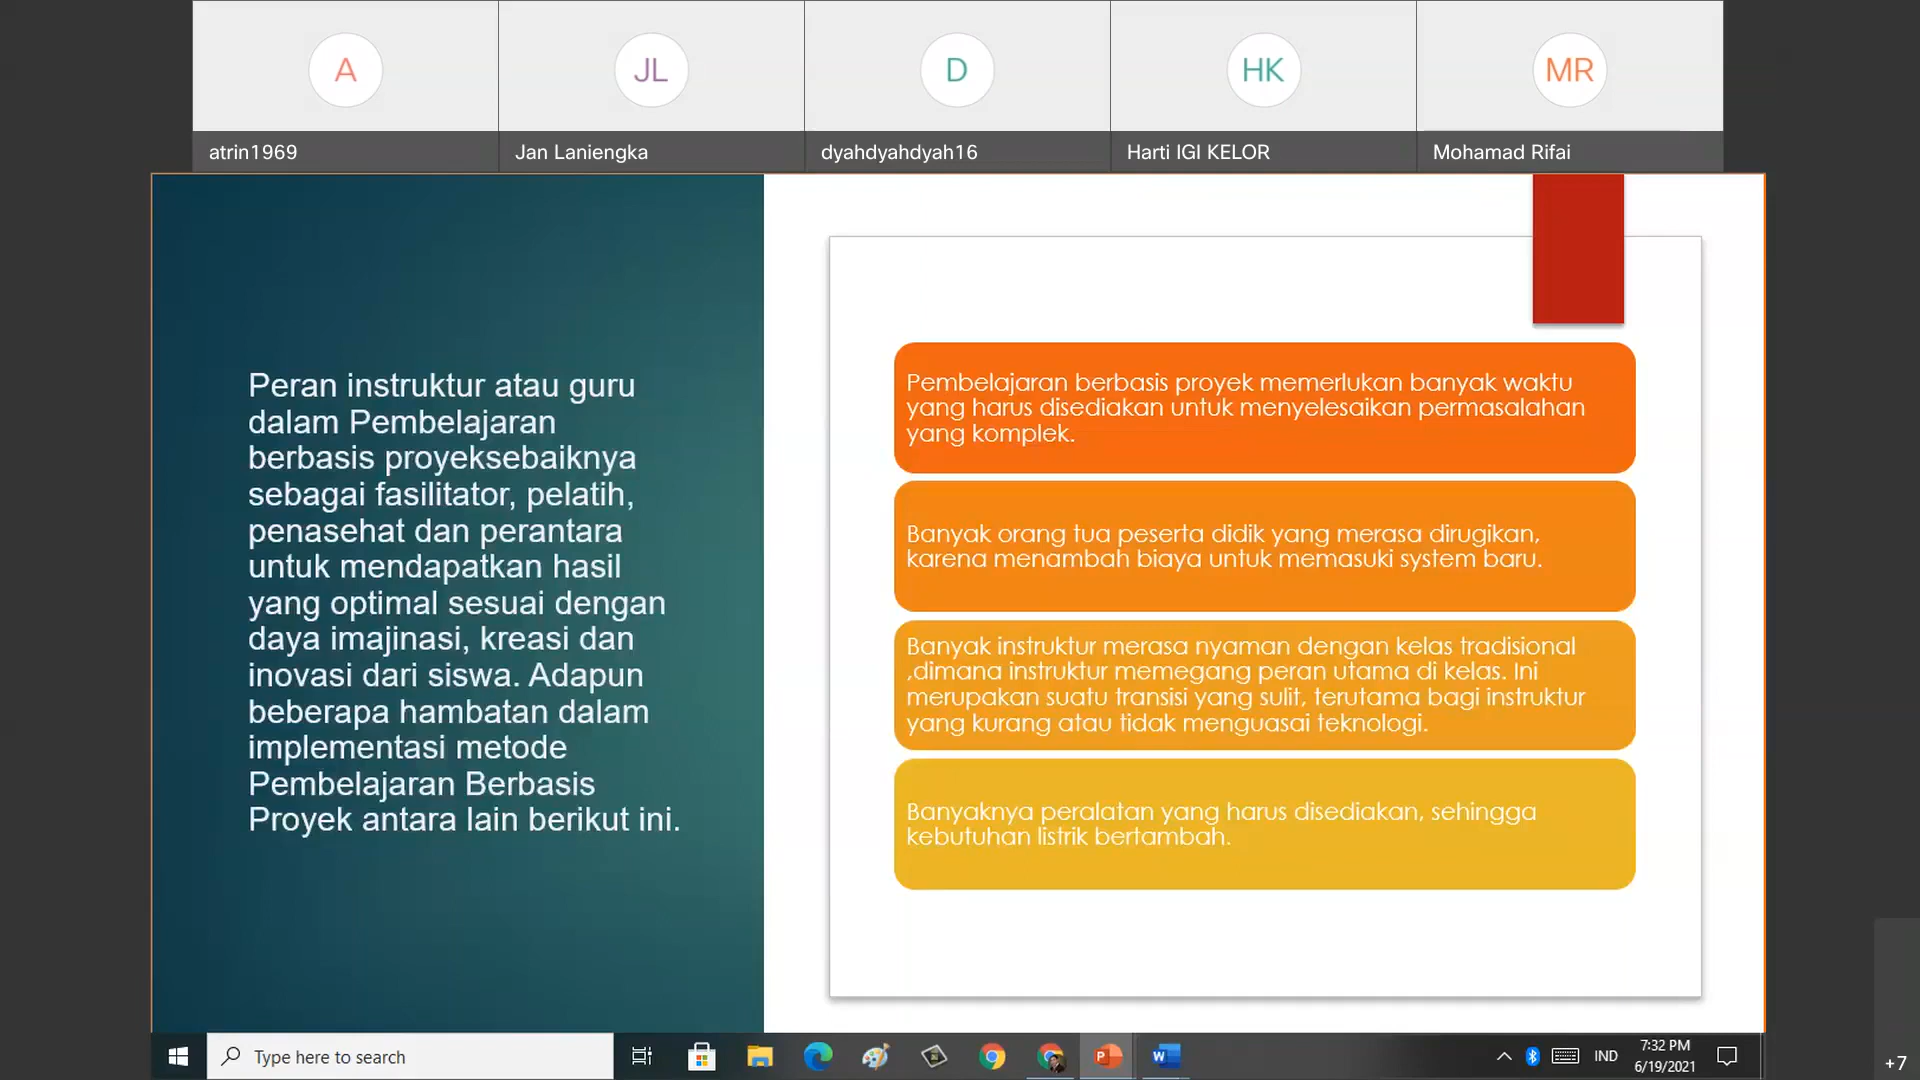 A
JL
D
HK
MR
atrin1969
Jan Laniengka
dyahdyahdyah16
Harti IGI KELOR
Mohamad Rifai
Peran instruktur atau guru
dalam Pembelajaran
berbasis proyeksebaiknya
sebagai fasilitator, pelatih,
penasehat dan perantara
untuk mendapatkan hasil
yang optimal sesuai dengan
daya imajinasi, kreasi dan
inovasi dari siswa. Adapun
beberapa hambatan dalam
implementasi metode
Pembelajaran Berbasis
Proyek antara lain berikut ini.
Pembelajaran berbasis proyek memerlukan banyak waktu
yang harus disediakan untuk menyelesaikan permasalahan
yang komplek.
Banyak orang tua peserta didik yang merasa dirugikan,
karena menambah biaya untuk memasuki system baru.
Banyak instruktur merasa nyaman dengan kelas tradisional
,dimana instruktur memegang peran utama di kelas. Ini
merupakan suatu transisi yang sulit, terutama bagi instruktur
yang kurang atau tidak menguasai teknologi.
Banyaknya peralatan yang harus disediakan, sehingga
kebutuhan listrik bertambah.
Type here to search
P
W
IND
7:32 PM
6/19/2021
+7